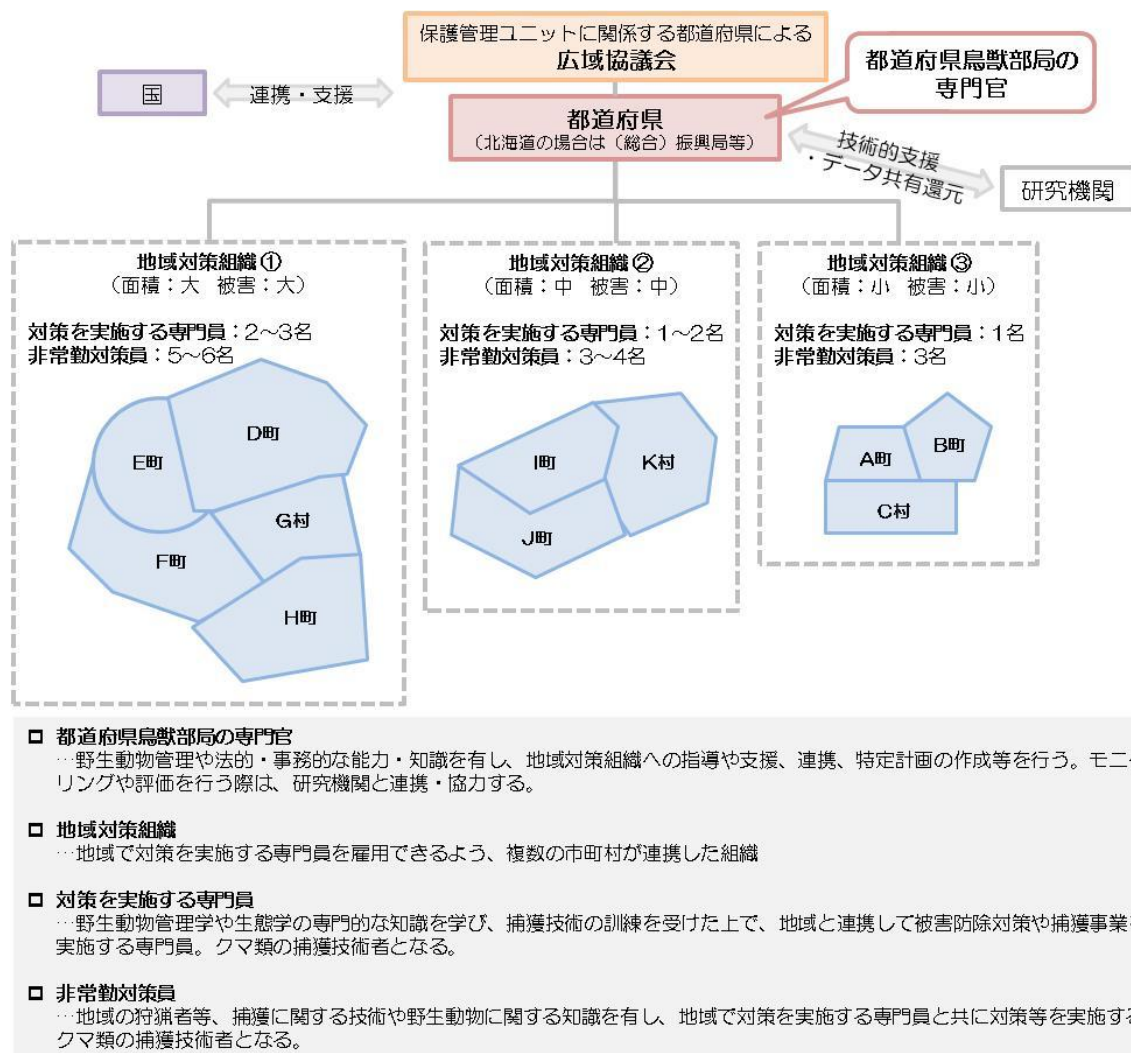 保護管理ユニットに関係する都道府県による
広域協議会
都道府県鳥獣部局の
専門官
国
連携・支援
都道府県
（北海道の場合は（総合）振興局等）
技術的支援
・データ共有還元
研究機関
地域対策組織①
（面積：大　被害：大）
対策を実施する専門員：2～3名
非常勤対策員：5～6名
D町
E町
G村
F町
H町
地域対策組織②
（面積：中　被害：中）
対策を実施する専門員：1～2名
非常勤対策員：3～4名
I町
K村
J町
地域対策組織③
（面積：小　被害：小）
対策を実施する専門員：1名
非常勤対策員：3名
A町
B町
C村
都道府県鳥獣部局の専門官
…野生動物管理や法的・事務的な能力・知識を有し、地域対策組織への指導や支援、連携、特定計画の作成等を行う。モニ
リングや評価を行う際は、研究機関と連携・協力する。
地域対策組織
…地域で対策を実施する専門員を雇用できるよう、複数の市町村が連携した組織
対策を実施する専門員
…野生動物管理学や生態学の専門的な知識を学び、捕獲技術の訓練を受けた上で、地域と連携して被害防除対策や捕獲事業
実施する専門員。クマ類の捕獲技術者となる。
非常勤対策員
…地域の狩猟者等、捕獲に関する技術や野生動物に関する知識を有し、地域で対策を実施する専門員と共に対策等を実施す
クマ類の捕獲技術者となる。